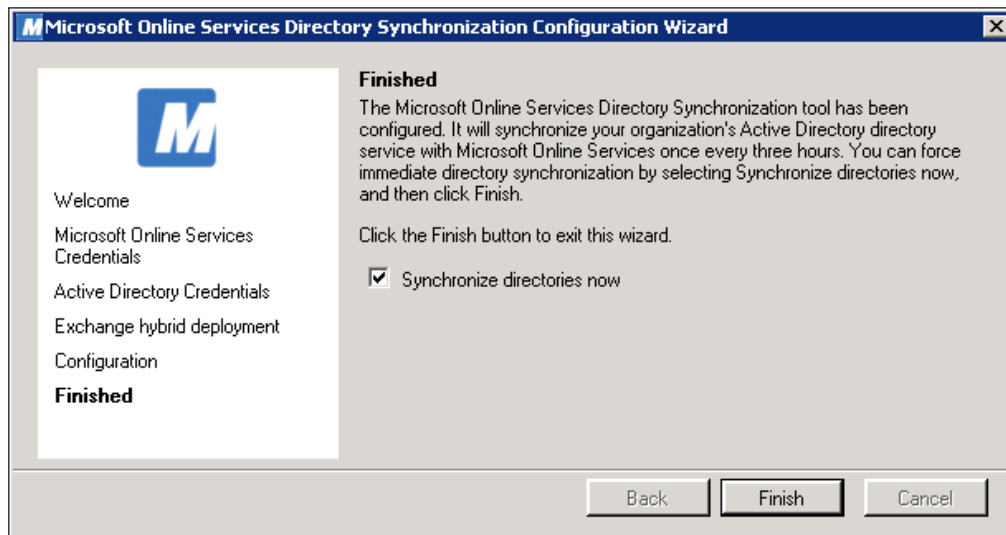 Microsoft Online Services Directory Synchronization Configuration Wizard
Finished
The Microsoft Online Services Directory Synchronization tool has been
configured. It will synchronize your organization's Active Directory directory
service with Microsoft Online Services once every three hours. You can force
immediate directory synchronization by selecting Synchronize directories now,
and then click Finish.
Click the Finish button to exit this wizard.
Synchronize directories now
Welcome
Microsoft Online Services
Credentials
Active Directory Credentials
Exchange hybrid deployment
Configuration
Finished
Back
Finish
Cancel